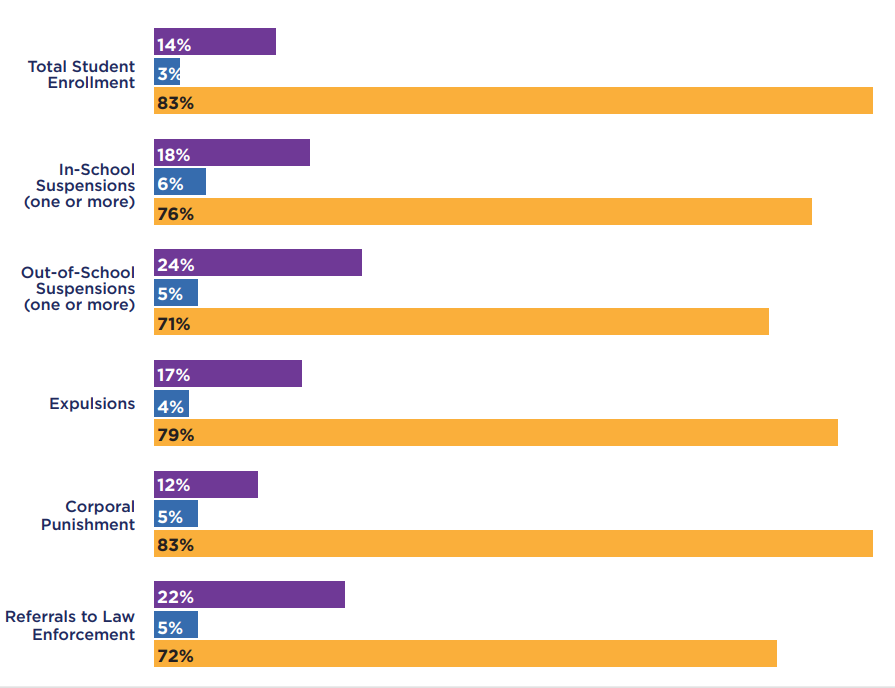 14%
Total Student
Enrollment
3%
83%
18%
In-School
Suspensions
(one or more)
6%
76%
24%
Out-of-School
Suspensions
(one or more)
5%
71%
17%
Expulsions
4%
79%
12%
Corporal
Punishment
5%
83%
22%
Referrals to Law
Enforcement
5%
72%